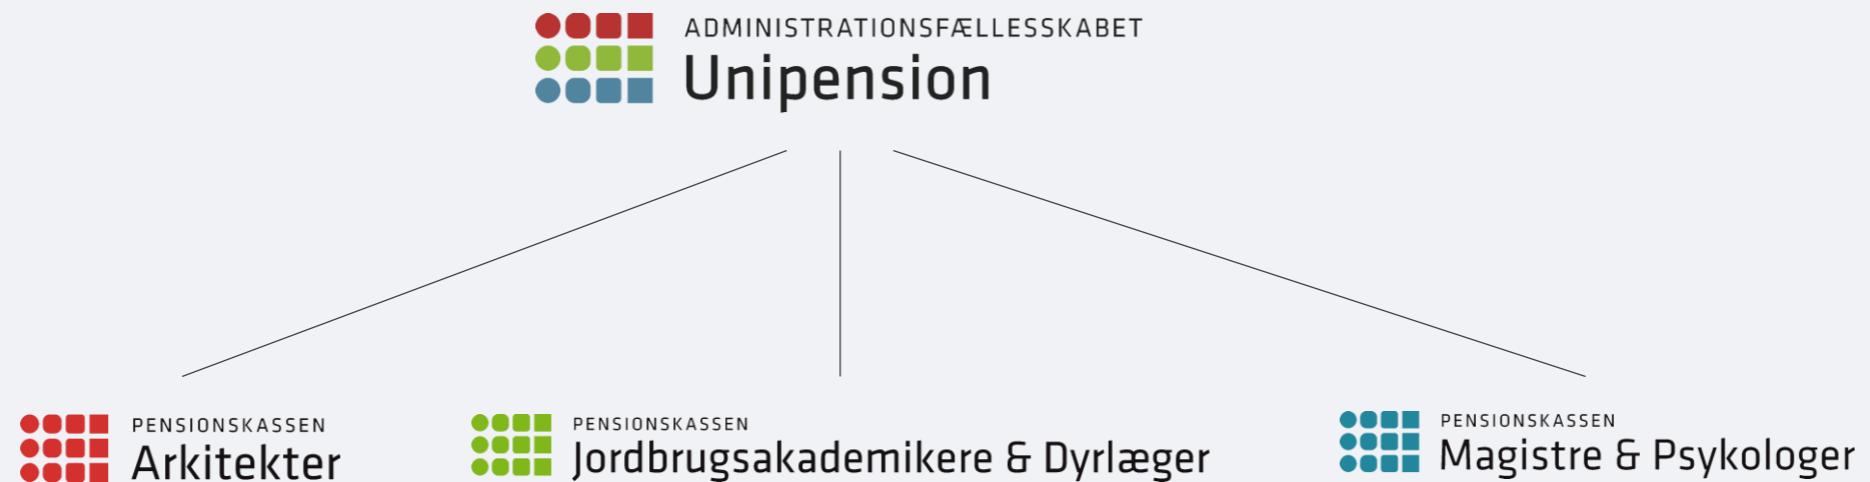 ADMINISTRATIONSFÆLLESSKABET
Unipension
PENSIONSKASSEN
Arkitekter
PENSIONSKASSEN
Jordbrugsakademikere & Dyrlæger
PENSIONSKASSEN
Magistre & Psykologer